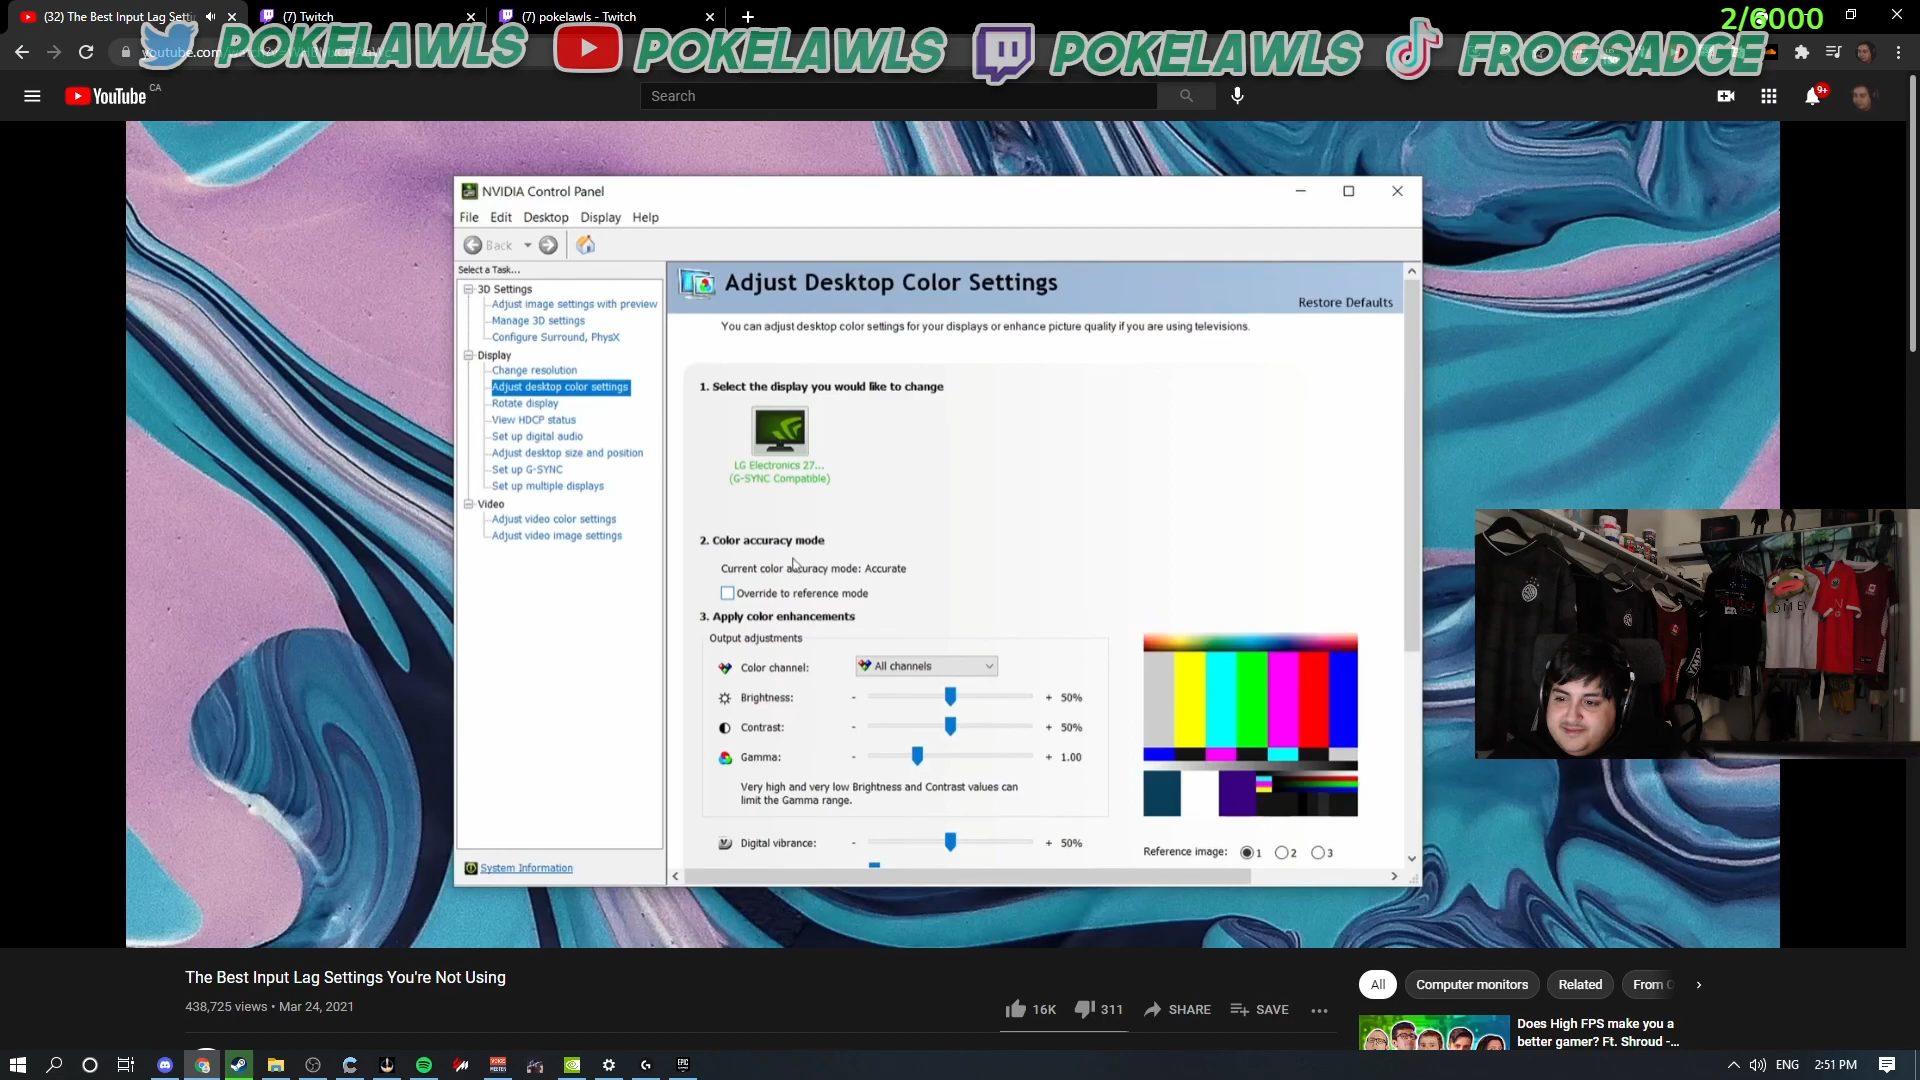 (32) The Best Input Lag Setti
(7) Twitch
(7) pokelawls - Twitch
2/6000
POKELAWLS
POKELAWLS
POKELAWLS
FROGSADGE
YouTube CA
Search
9+
NVIDIA Control Panel
File Edit Desktop Display Help
Back
Select a Task...
3D Settings
Adjust image settings with preview
Manage 3D settings
Configure Surround, PhysX
Display
Change resolution
Adjust desktop color settings
Rotate display
View HDCP status
Set up digital audio
Adjust desktop size and position
Set up G-SYNC
Set up multiple displays
Video
Adjust video color settings
Adjust video image settings
System Information
Adjust Desktop Color Settings
Restore Defaults
You can adjust desktop color settings for your displays or enhance picture quality if you are using televisions.
1. Select the display you would like to change
LG Electronics 27...
(G-SYNC Compatible)
2. Color accuracy mode
Current color accuracy mode: Accurate
Override to reference mode
3. Apply color enhancements
Output adjustments
Color channel: All channels
Brightness: - + 50%
Contrast: - + 50%
Gamma: - + 1.00
Very high and very low Brightness and Contrast values can
limit the Gamma range.
Digital vibrance: - + 50%
Reference image: 1 2 3
The Best Input Lag Settings You're Not Using
438,725 views • Mar 24, 2021
16K 311 SHARE SAVE
All Computer monitors Related From
Does High FPS make you a
better gamer? Ft. Shroud -...
ENG 2:51 PM